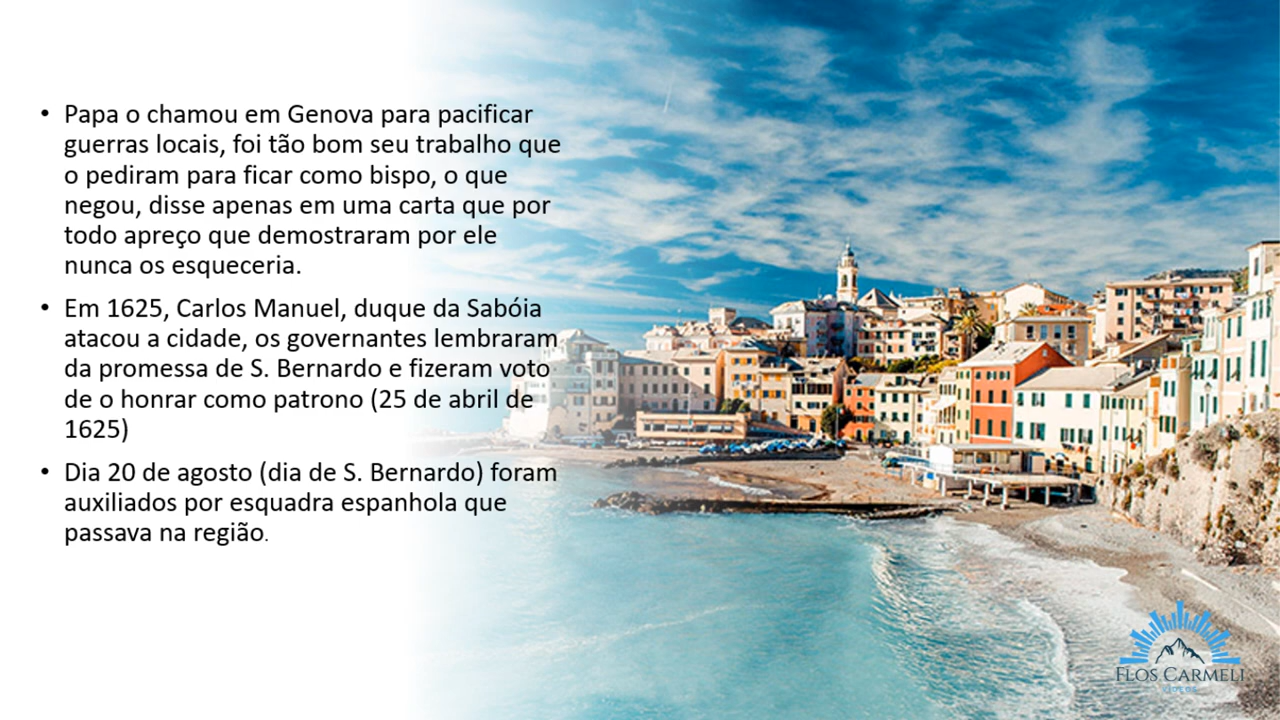 • Papa o chamou em Genova para pacificar
guerras locais, foi tão bom seu trabalho que
o pediram para ficar como bispo, o que
negou, disse apenas em uma carta que por
todo apreço que demostraram por ele
nunca os esqueceria.
• Em 1625, Carlos Manuel, duque da Sabóia
atacou a cidade, os governantes lembraram
da promessa de S. Bernardo e fizeram voto
de o honrar como patrono (25 de abril de
1625)
• Dia 20 de agosto (dia de S. Bernardo) foram
auxiliados por esquadra espanhola que
passava na região.
FLOS CARMELI